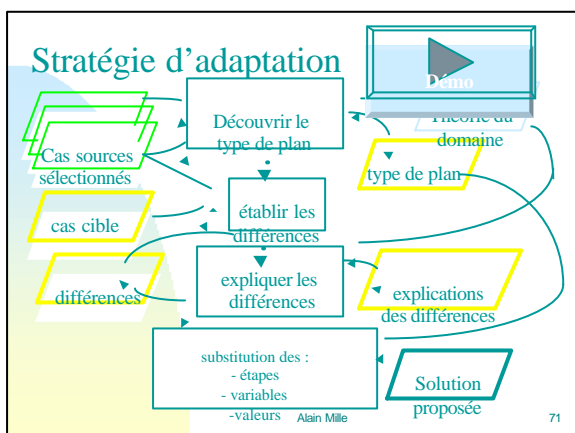 Stratégie d'adaptation
Démo
Théorie du
domaine
Découvrir le
type de plan
Cas sources
sélectionnés
type de plan
cas cible
établir les
différences
différences
expliquer les
différences
explications
des différences
substitution des :
- étapes
- variables
-valeurs
Solution
proposée
Alain Mille
71